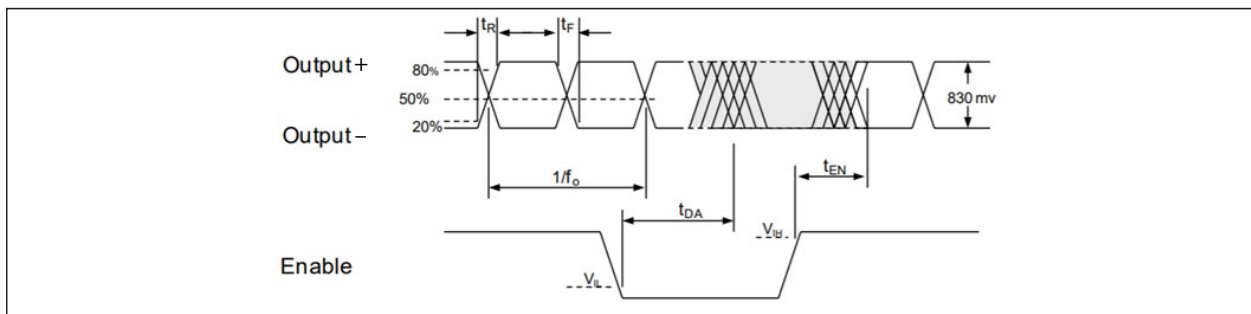 t_R t_F
Output+
80%
50%
830 mv
20%
Output−
1/f_o
t_EN
t_DA
V_IH
Enable
V_IL